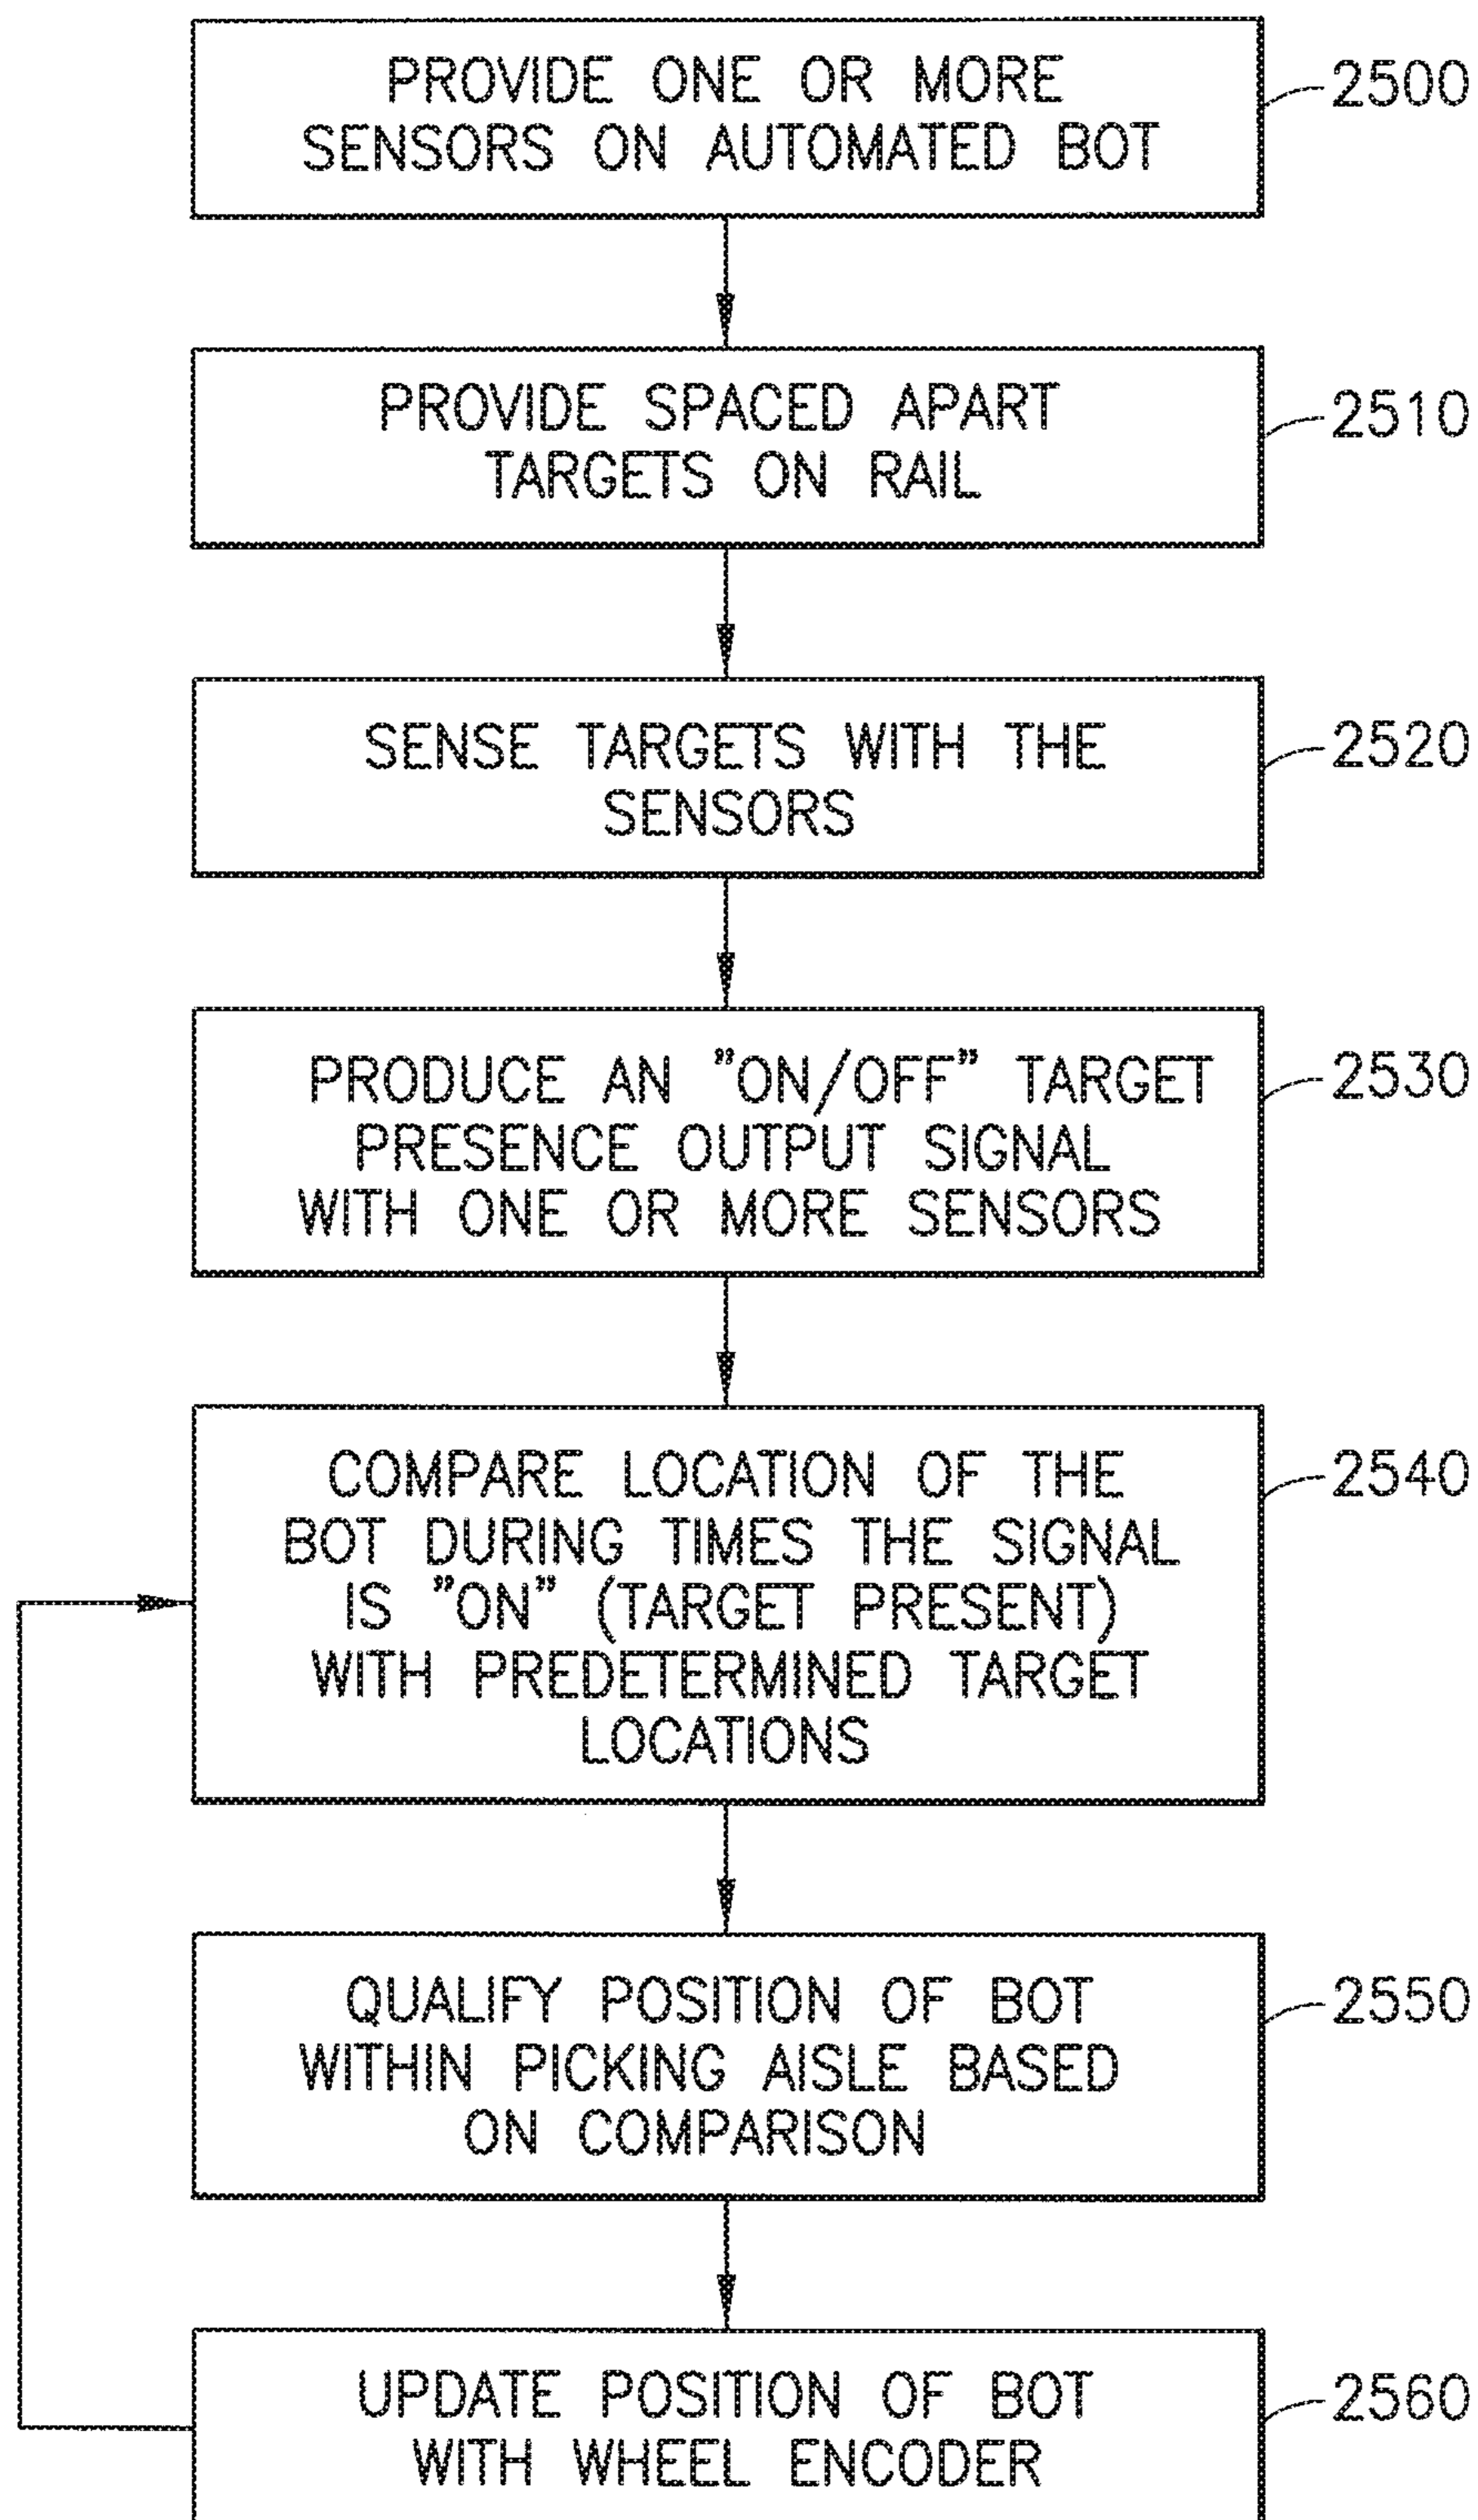 PROVIDE ONE OR MORE
SENSORS ON AUTOMATED BOT
2500
PROVIDE SPACED APART
TARGETS ON RAIL
2510
SENSE TARGETS WITH THE
SENSORS
2520
PRODUCE AN "ON/OFF" TARGET
PRESENCE OUTPUT SIGNAL
WITH ONE OR MORE SENSORS
2530
COMPARE LOCATION OF THE
BOT DURING TIMES THE SIGNAL
IS "ON" (TARGET PRESENT)
WITH PREDETERMINED TARGET
LOCATIONS
2540
QUALIFY POSITION OF BOT
WITHIN PICKING AISLE BASED
ON COMPARISON
2550
UPDATE POSITION OF BOT
WITH WHEEL ENCODER
2560